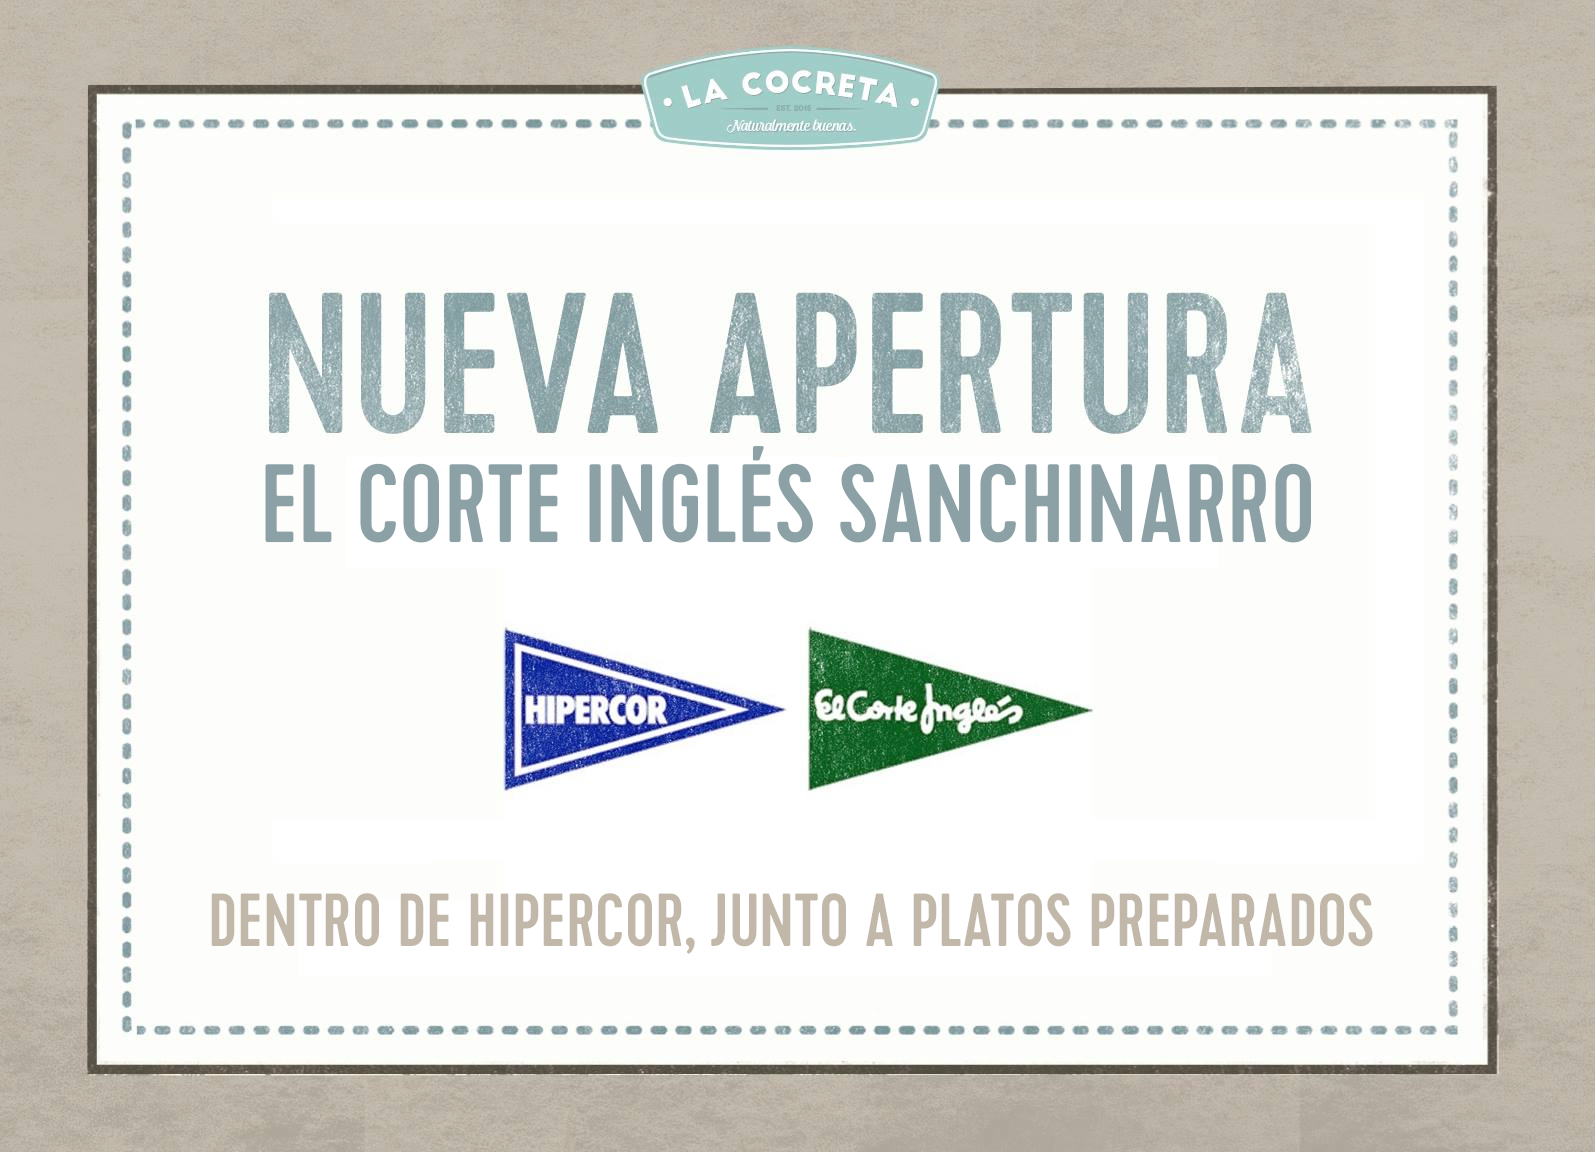 LA COCRETA
EST. 2015
Naturalmente buenas.
NUEVA APERTURA
EL CORTE INGLÉS SANCHINARRO
HIPERCOR
El Corte Inglés
DENTRO DE HIPERCOR, JUNTO A PLATOS PREPARADOS